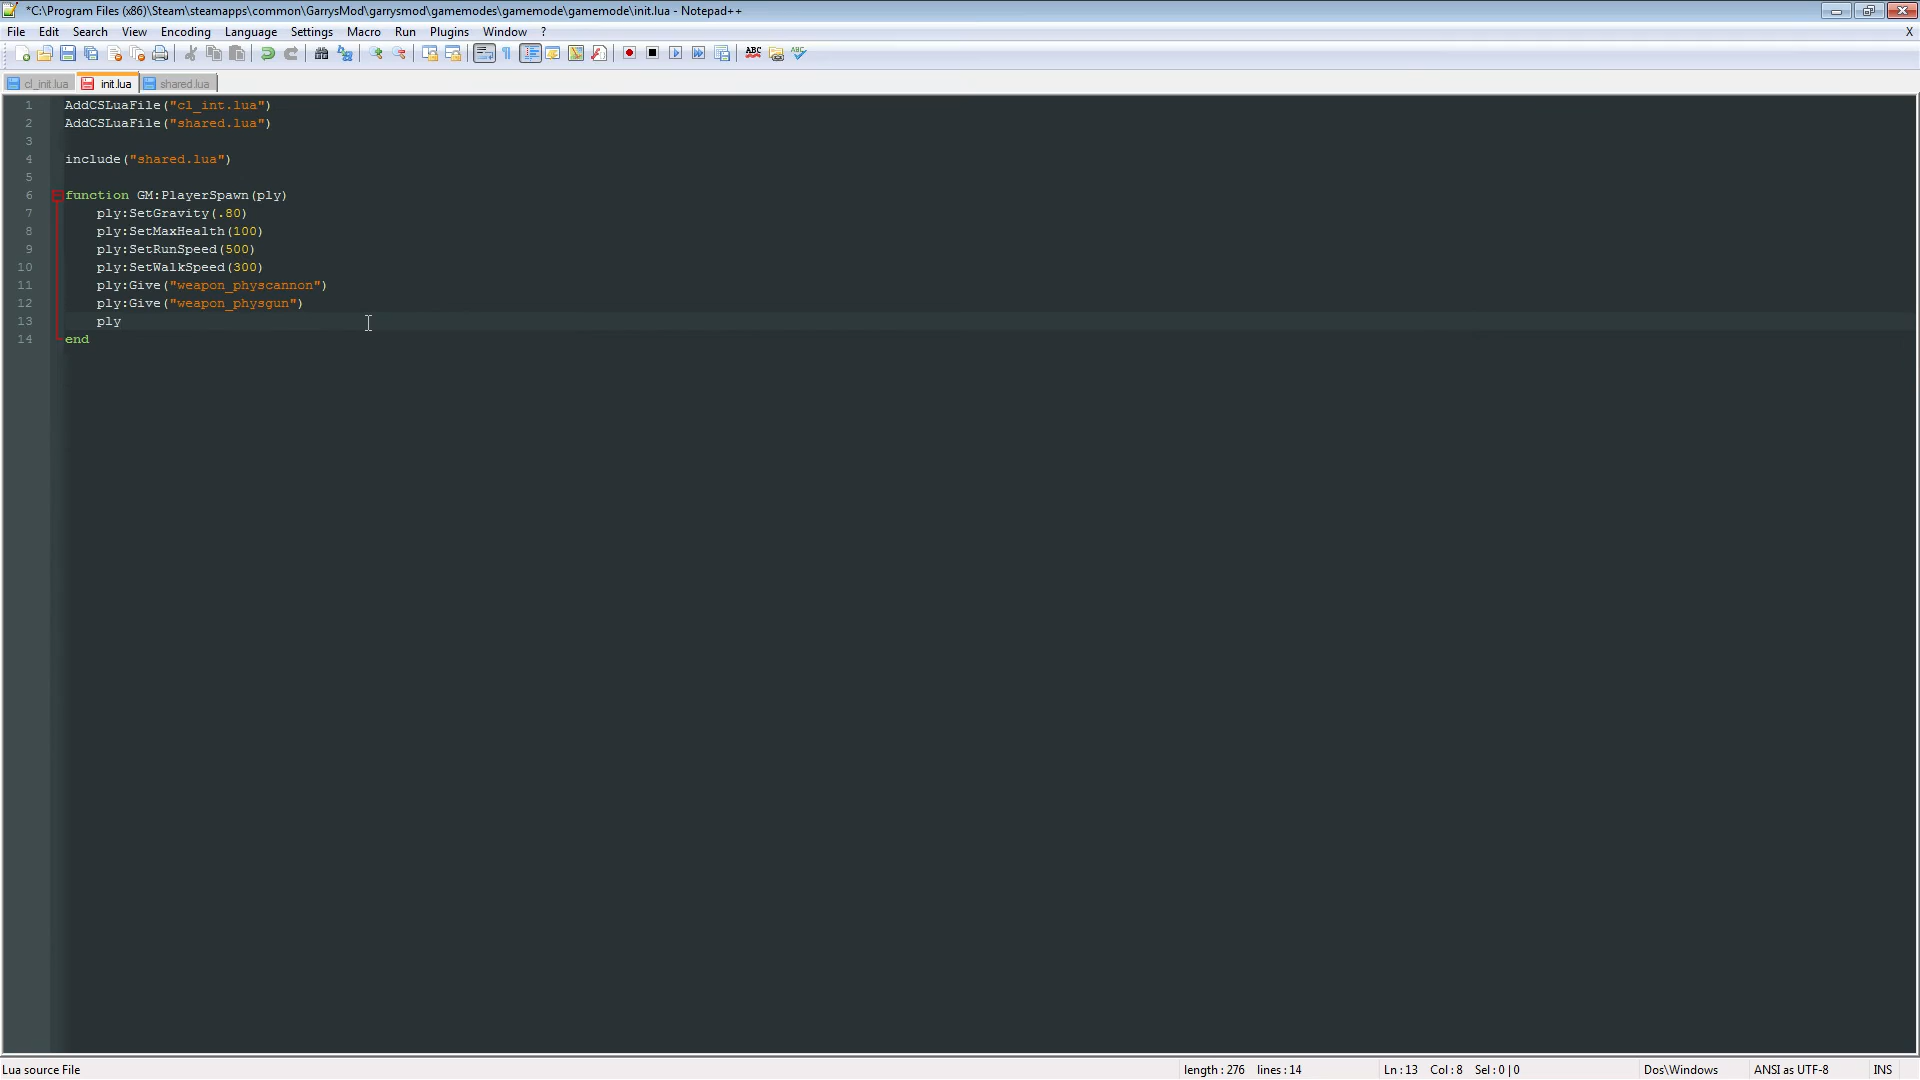 *C:\Program Files (x86)\Steam\steamapps\common\GarrysMod\garrysmod\gamemodes\gamemode\gamemode\init.lua - Notepad++
File Edit Search View Encoding Language Settings Macro Run Plugins Window ? X
ABC
cl_init.lua init.lua shared.lua
1 AddCSLuaFile("cl_int.lua")
2 AddCSLuaFile("shared.lua")
3
4 include("shared.lua")
5
6 function GM:PlayerSpawn(ply)
7 ply:SetGravity(.80)
8 ply:SetMaxHealth(100)
9 ply:SetRunSpeed(500)
10 ply:SetWalkSpeed(300)
11 ply:Give("weapon_physcannon")
12 ply:Give("weapon_physgun")
13 ply
14 end
Lua source File length : 276 lines : 14 Ln : 13 Col : 8 Sel : 0 | 0 Dos\Windows ANSI as UTF-8 INS